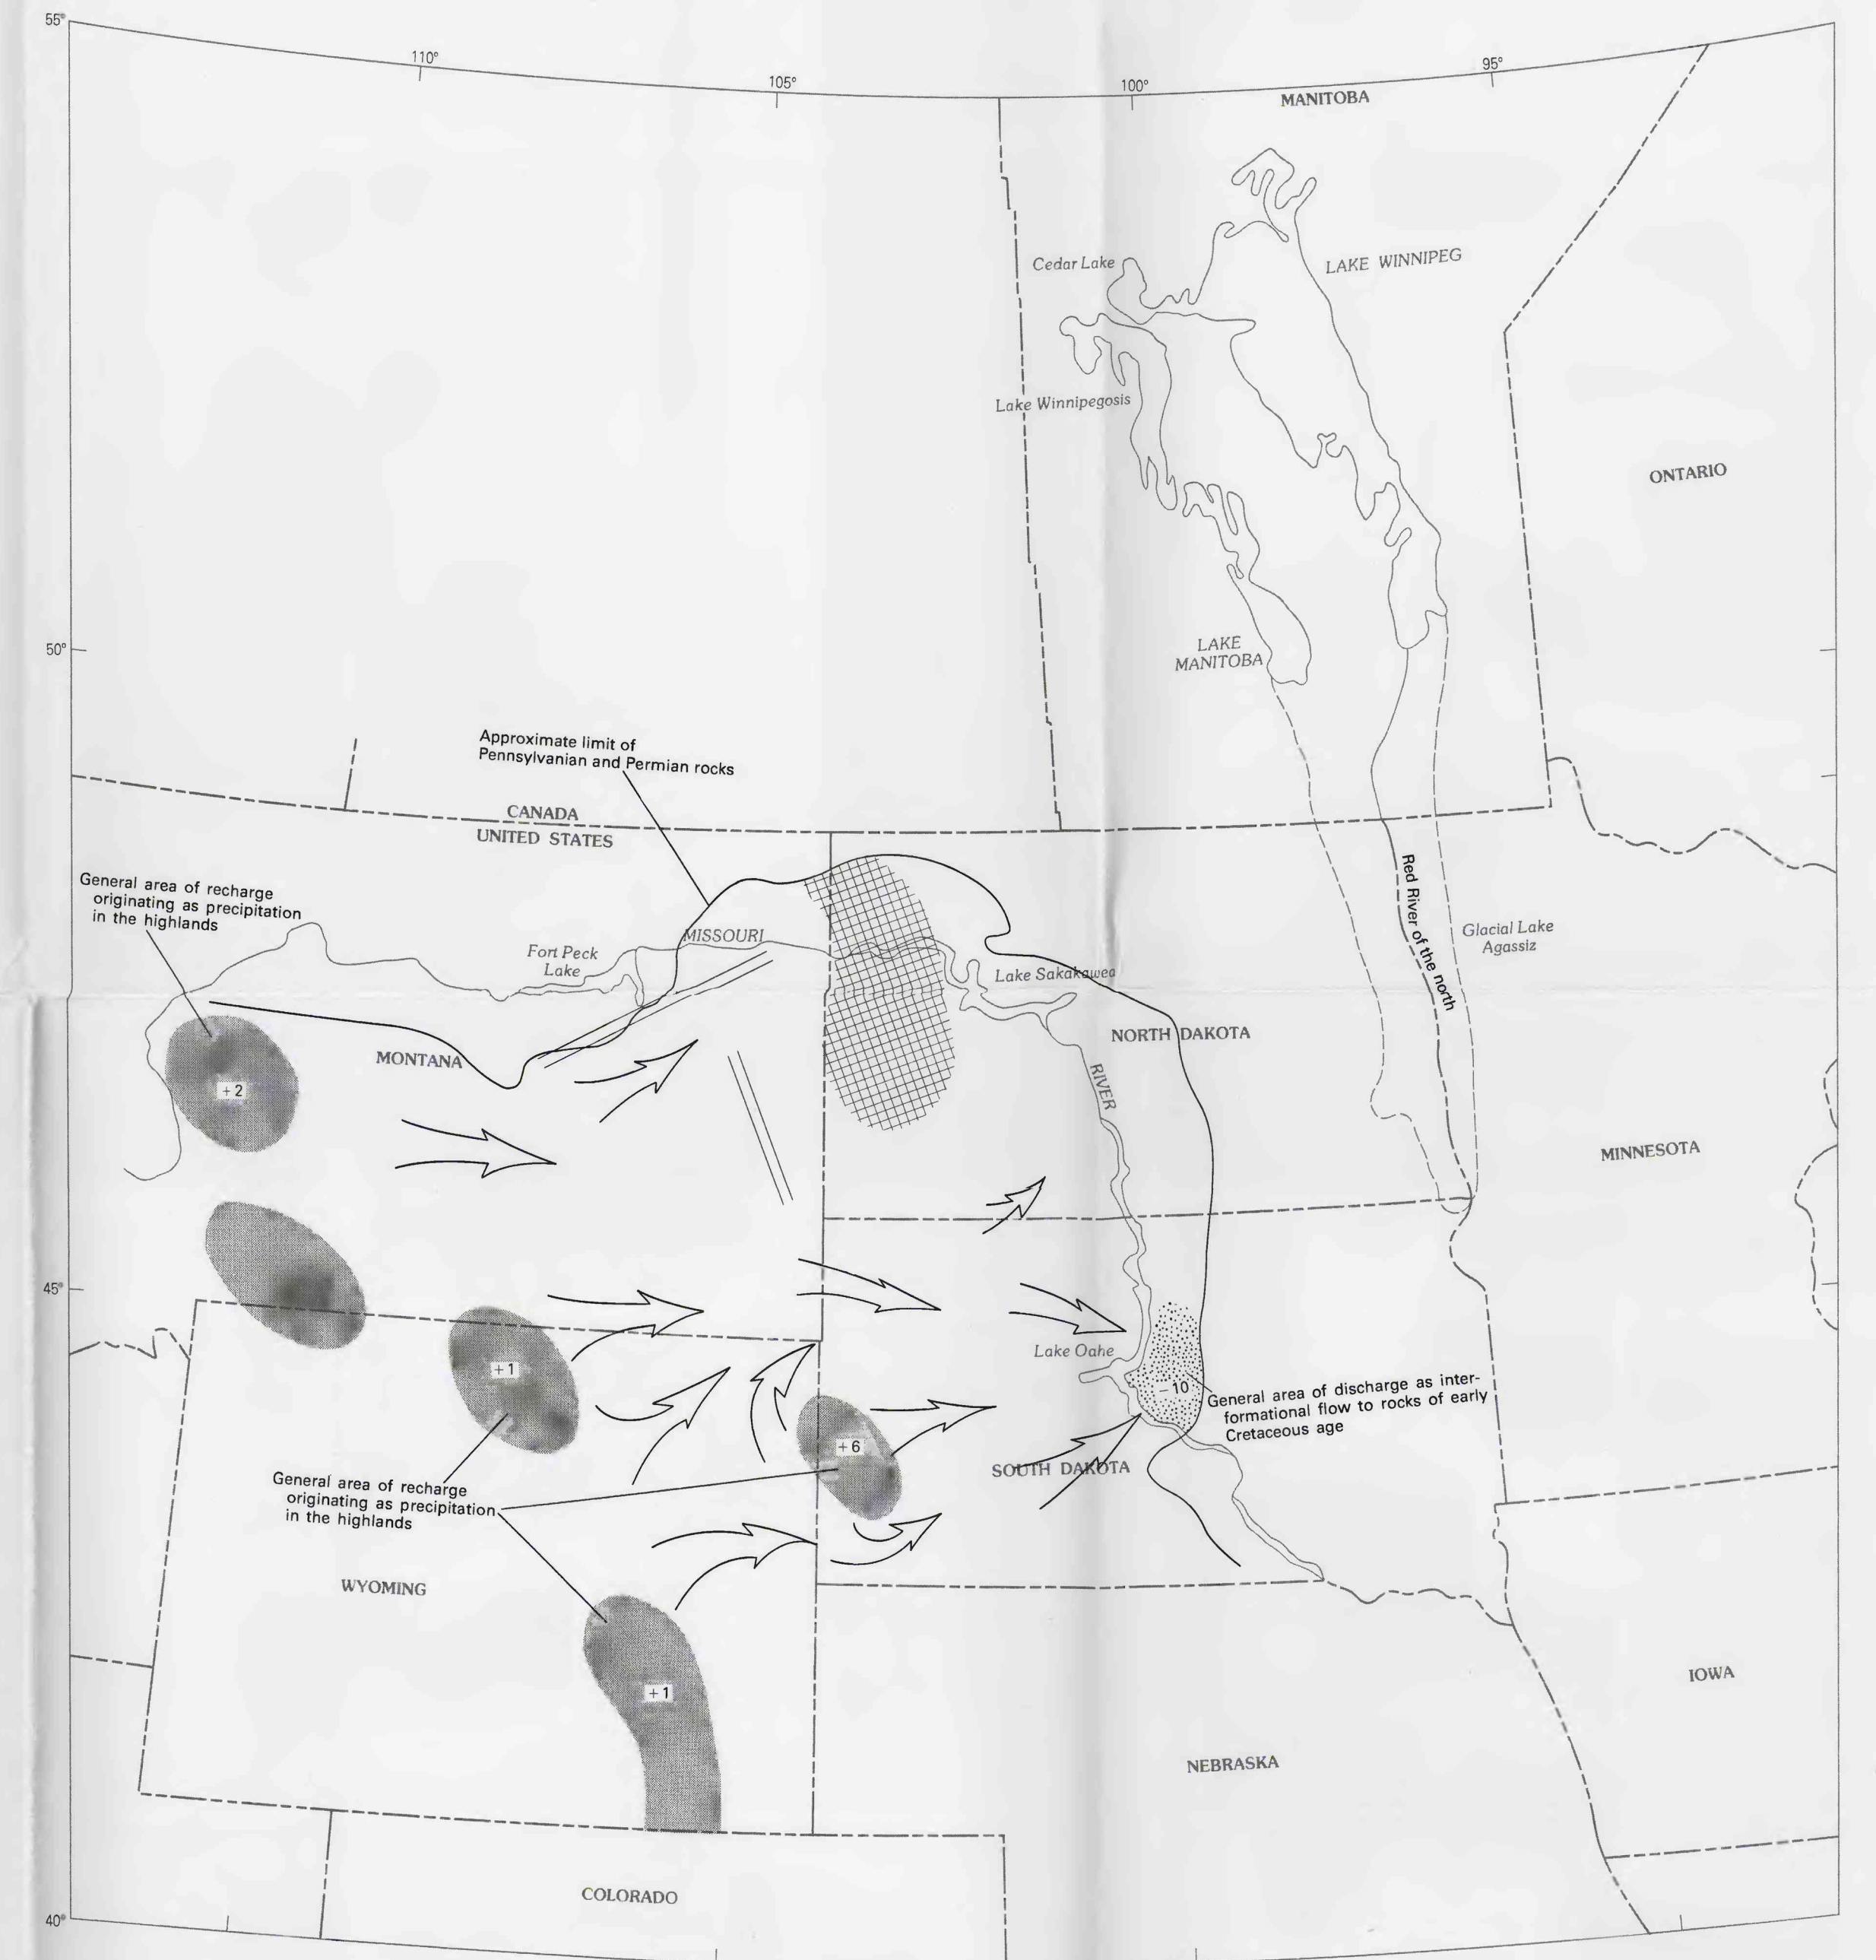 55°
110°
105°
100°
95°
MANITOBA
Cedar Lake
LAKE WINNIPEG
Lake Winnipegosis
ONTARIO
50°
LAKE
MANITOBA
Approximate limit of
Pennsylvanian and Permian rocks
CANADA
UNITED STATES
General area of recharge
originating as precipitation
in the highlands
Red River of the north
Glacial Lake
Agassiz
MISSOURI
Fort Peck
Lake
Lake Sakakawea
NORTH DAKOTA
MONTANA
+2
RIVER
MINNESOTA
45°
Lake Oahe
+1
-10
General area of discharge as inter-
formational flow to rocks of early
Cretaceous age
+6
SOUTH DAKOTA
General area of recharge
originating as precipitation
in the highlands
WYOMING
IOWA
+1
NEBRASKA
COLORADO
40°